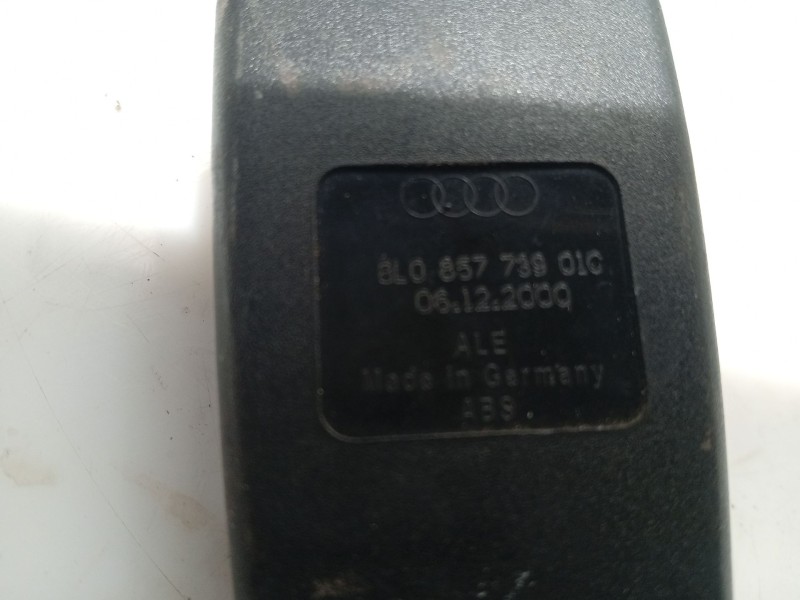 8L0 857 739 01C
06.12.2000
ALE
Made in Germany
ABS